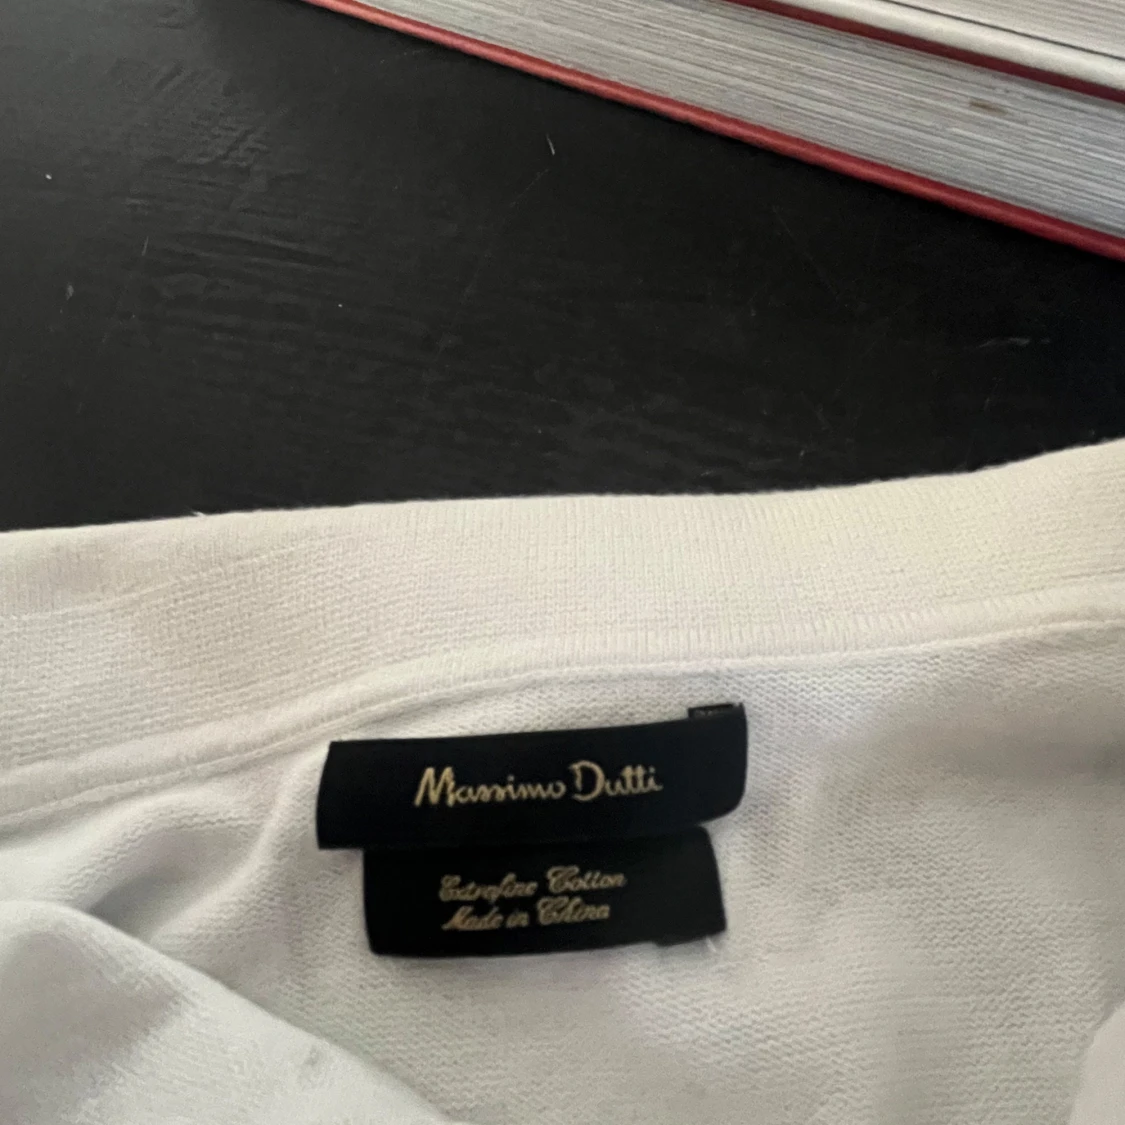 Massimo Dutti
Extrafine Cotton
Made in China